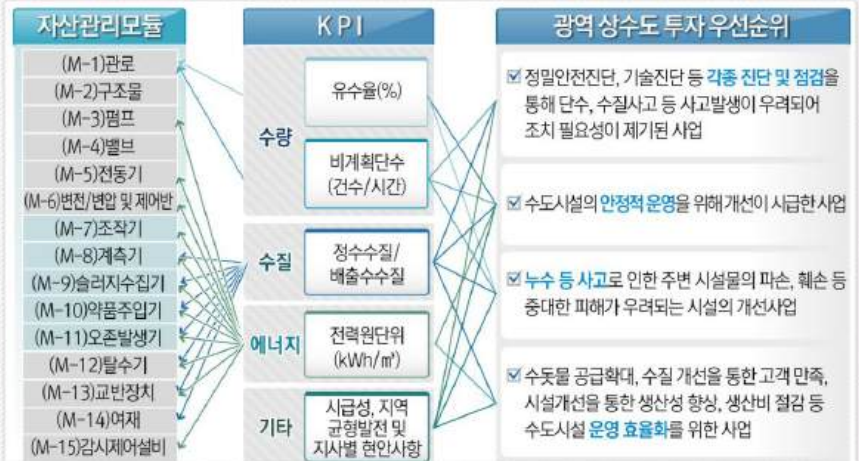 자산관리모듈
(M-1)관로
(M-2)구조물
(M-3)펌프
(M-4)밸브
(M-5)전동기
(M-6)변전/변압 및 제어반
(M-7)조작기
(M-8)계측기
(M-9)슬러지수집기
(M-10)약품주입기
(M-11)오존발생기
(M-12)탈수기
(M-13)교반장치
(M-14)여재
(M-15)감시제어설비
KPI
수량
유수율(%)
비계획단수
(건수/시간)
수질
정수수질/
배출수수질
에너지
전력원단위
(kWh/㎥)
기타
시급성, 지역
균형발전 및
지사별 현안사항
광역 상수도 투자 우선순위
정밀안전진단, 기술진단 등 각종 진단 및 점검을
통해 단수, 수질사고 등 사고발생이 우려되어
조치 필요성이 제기된 사업
수도시설의 안정적 운영을 위해 개선이 시급한 사업
누수 등 사고로 인한 주변 시설물의 파손, 훼손 등
중대한 피해가 우려되는 시설의 개선사업
수돗물 공급확대, 수질 개선을 통한 고객 만족,
시설개선을 통한 생산성 향상, 생산비 절감 등
수도시설 운영 효율화를 위한 사업